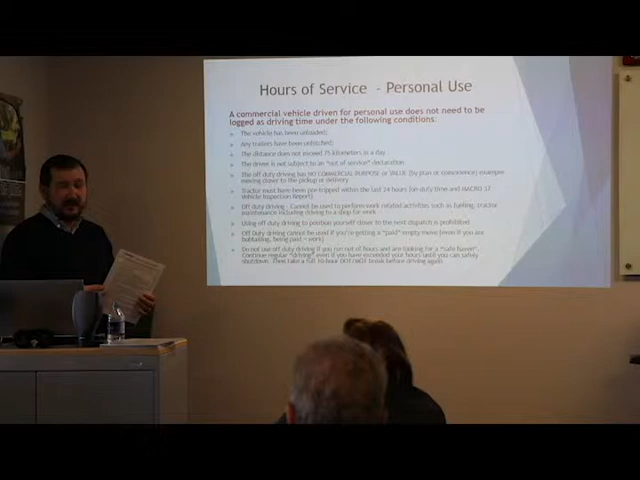 Hours of Service - Personal Use
A commercial vehicle driven for personal use does not need to be
logged as driving time under the following conditions:
The vehicle has been unloaded;
Any trailers have been unhitched;
The distance does not exceed 75 kilometers in a day
The driver is not subject to an "out of service" declaration
The off duty driving has NO COMMERCIAL PURPOSE or VALUE (by plan or coincidence) example
moving closer to the pickup or delivery
Tractor must have been pre-tripped within the last 24 hours (on duty time and MACRO 37
Vehicle Inspection Report)
Off duty driving - Cannot be used to perform work related activities such as fueling, tractor
maintenance including driving to a shop for work
Using off duty driving to position yourself closer to the next dispatch is prohibited
Off Duty driving cannot be used if you're getting a "paid" empty move (even if you are
bobtailing, being paid = work)
Do not use off duty driving if you run out of hours and are looking for a "safe haven".
Continue regular "driving" even if you have exceeded your hours until you can safely
shutdown. Then take a full 10 hour DOT/MOT break before driving again